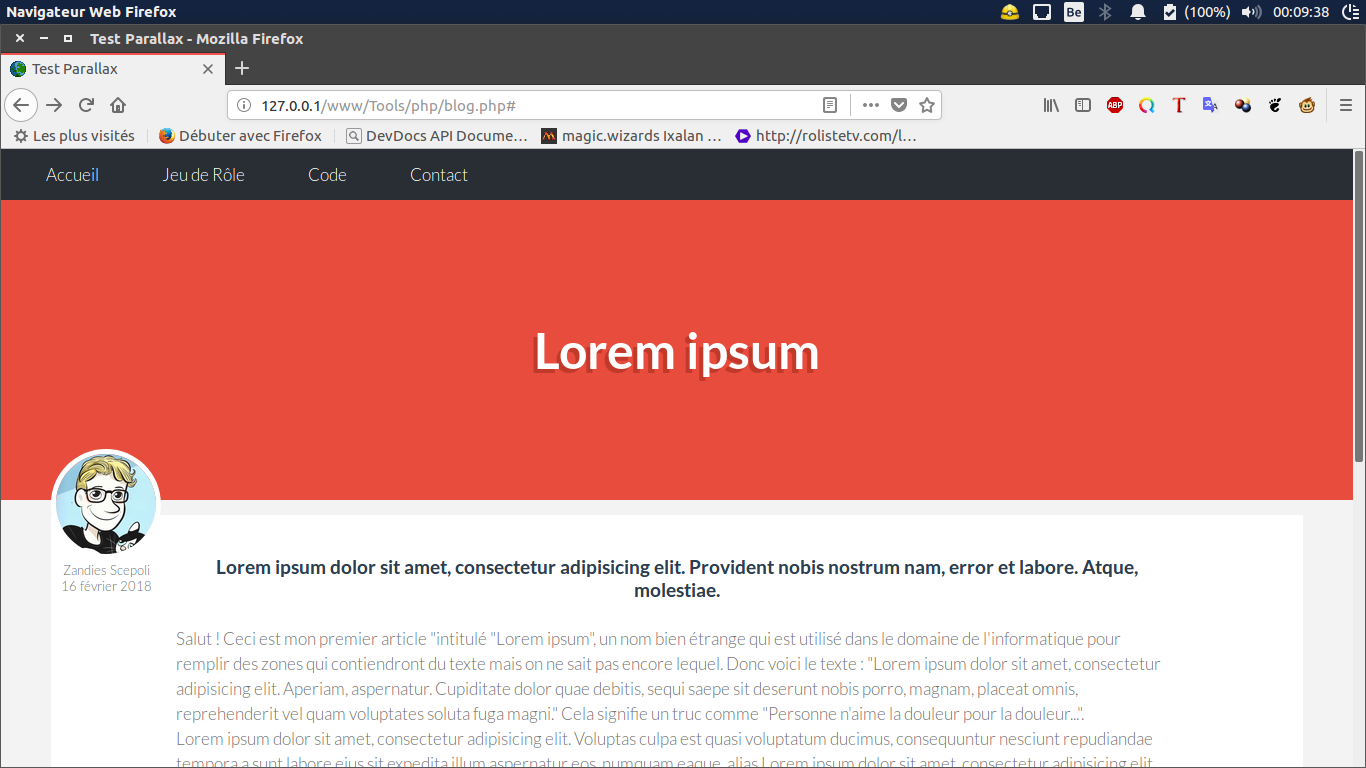 Navigateur Web Firefox
Be
(100%)
00:09:38
Test Parallax - Mozilla Firefox
Test Parallax
127.0.0.1/www/Tools/php/blog.php#
ABP
T
Les plus visités
Débuter avec Firefox
DevDocs API Docume…
magic.wizards Ixalan …
http://rolistetv.com/l…
Accueil
Jeu de Rôle
Code
Contact
Lorem ipsum
Zandies Scepoli
16 février 2018
Lorem ipsum dolor sit amet, consectetur adipisicing elit. Provident nobis nostrum nam, error et labore. Atque,
molestiae.
Salut ! Ceci est mon premier article "intitulé "Lorem ipsum", un nom bien étrange qui est utilisé dans le domaine de l'informatique pour
remplir des zones qui contiendront du texte mais on ne sait pas encore lequel. Donc voici le texte : "Lorem ipsum dolor sit amet, consectetur
adipisicing elit. Aperiam, aspernatur. Cupiditate dolor quae debitis, sequi saepe sit deserunt nobis porro, magnam, placeat omnis,
reprehenderit vel quam voluptates soluta fuga magni." Cela signifie un truc comme "Personne n'aime la douleur pour la douleur...".
Lorem ipsum dolor sit amet, consectetur adipisicing elit. Voluptas culpa est quasi voluptatum ducimus, consequuntur nesciunt repudiandae
tempora a sunt labore eius sit expedita illum aspernatur eos, numquam eaque, alias Lorem ipsum dolor sit amet, consectetur adipisicing elit.